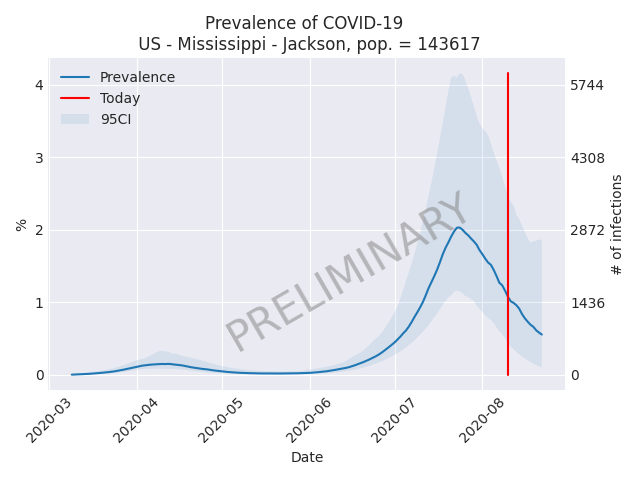 Prevalence of COVID-19
US - Mississippi - Jackson, pop. = 143617
Prevalence
Today
95CI
PRELIMINARY
%
4
3
2
1
0
5744
4308
2872
1436
0
# of infections
2020-03
2020-04
2020-05
2020-06
2020-07
2020-08
Date